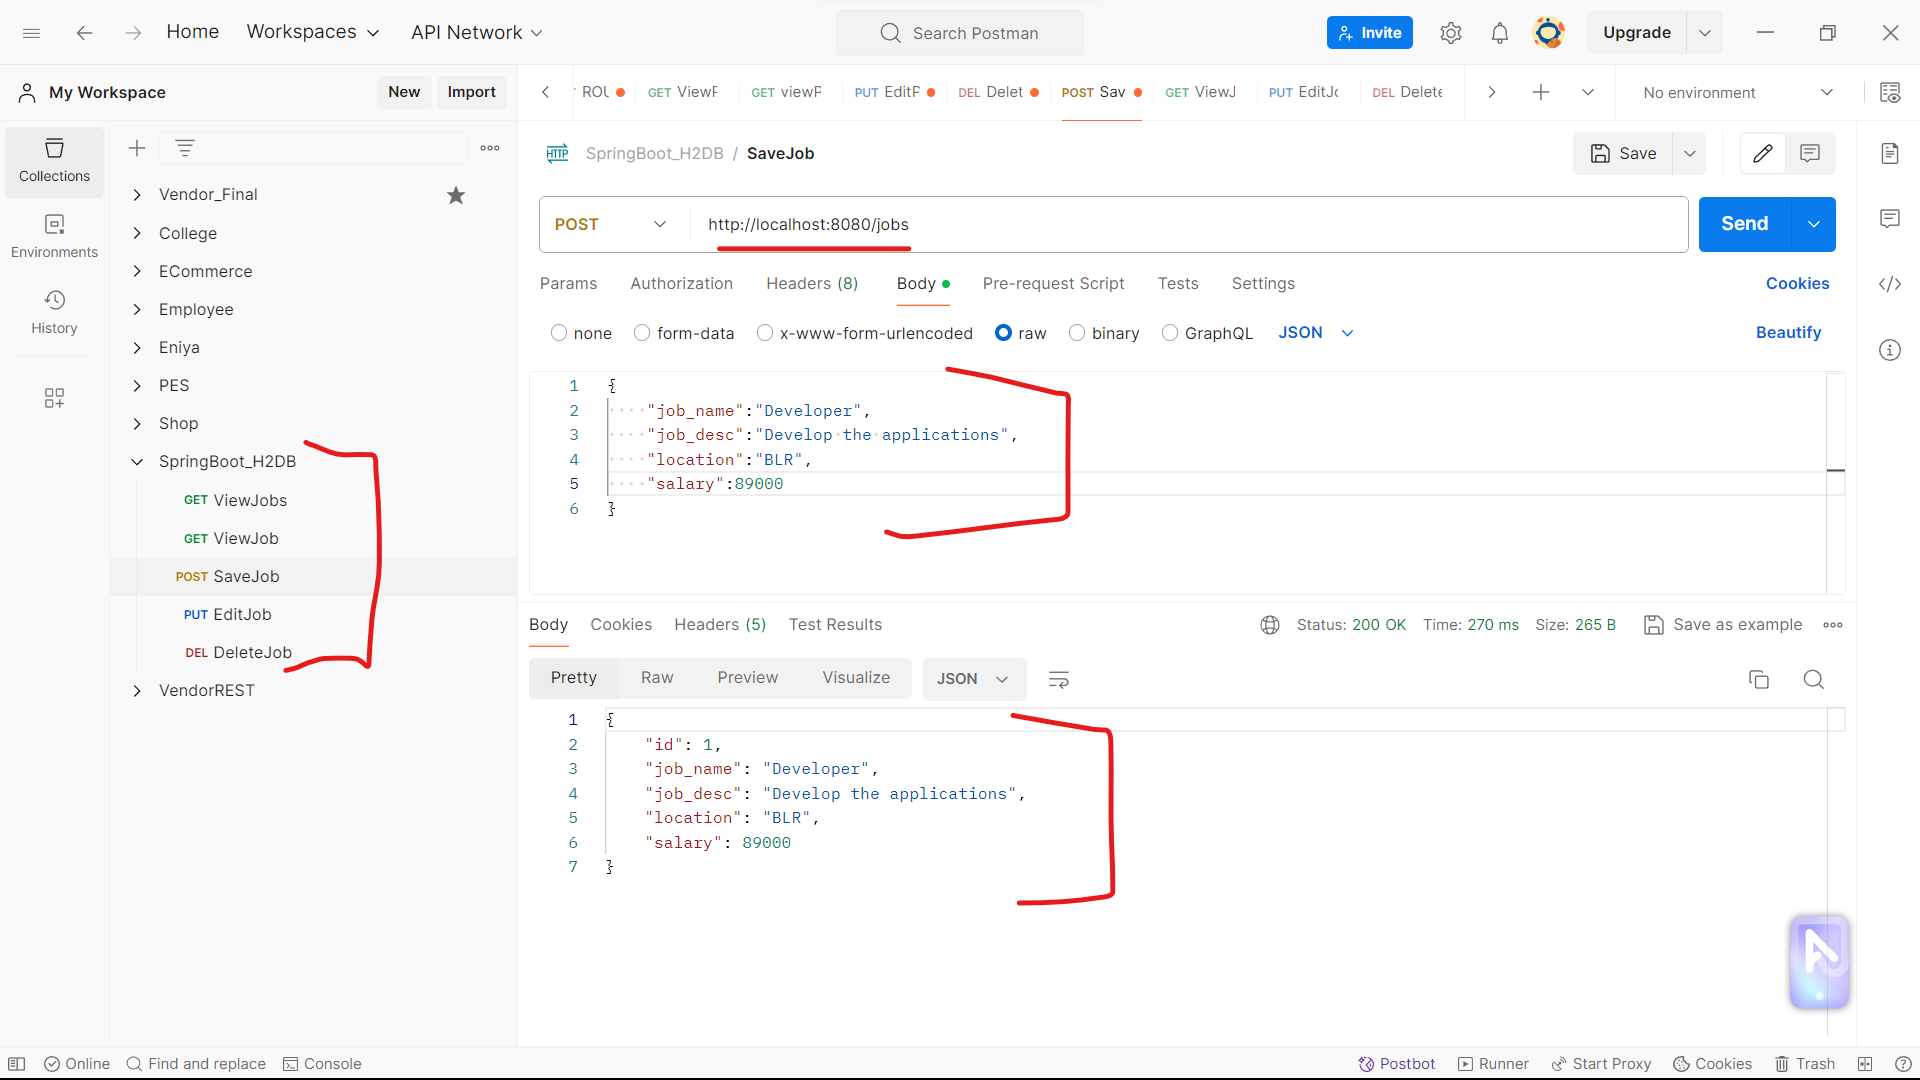 Home Workspaces API Network Search Postman Invite Upgrade
My Workspace New Import ROU GET ViewP GET viewP PUT EditP DEL Delet POST Sav GET ViewJ PUT EditJo DEL Delete No environment
Collections
Environments
History
Vendor_Final
College
ECommerce
Employee
Eniya
PES
Shop
SpringBoot_H2DB
GET ViewJobs
GET ViewJob
POST SaveJob
PUT EditJob
DEL DeleteJob
VendorREST
HTTP SpringBoot_H2DB / SaveJob Save
POST http://localhost:8080/jobs Send
Params Authorization Headers (8) Body Pre-request Script Tests Settings Cookies
none form-data x-www-form-urlencoded raw binary GraphQL JSON Beautify
1 {
2 "job_name":"Developer",
3 "job_desc":"Develop the applications",
4 "location":"BLR",
5 "salary":89000
6 }
Body Cookies Headers (5) Test Results Status: 200 OK Time: 270 ms Size: 265 B Save as example
Pretty Raw Preview Visualize JSON
1 {
2 "id": 1,
3 "job_name": "Developer",
4 "job_desc": "Develop the applications",
5 "location": "BLR",
6 "salary": 89000
7 }
Online Find and replace Console Postbot Runner Start Proxy Cookies Trash